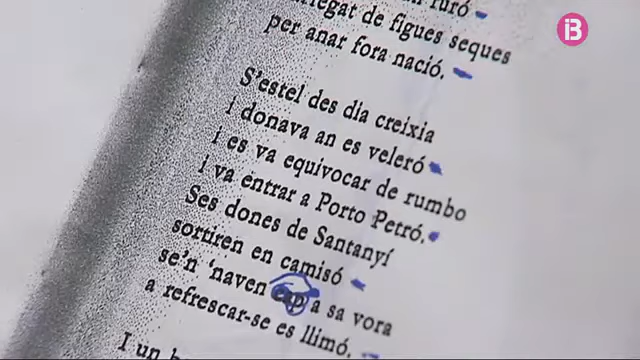 de figues seques
per anar fora nació.
S'estel des dia creixia
i donava an es veleró
i es va equivocar de rumbo
i va entrar a Porto Petró.
Ses dones de Santanyí
sortiren en camisó
se'n 'naven cap a sa vora
a refrescar-se es llimó.
I un